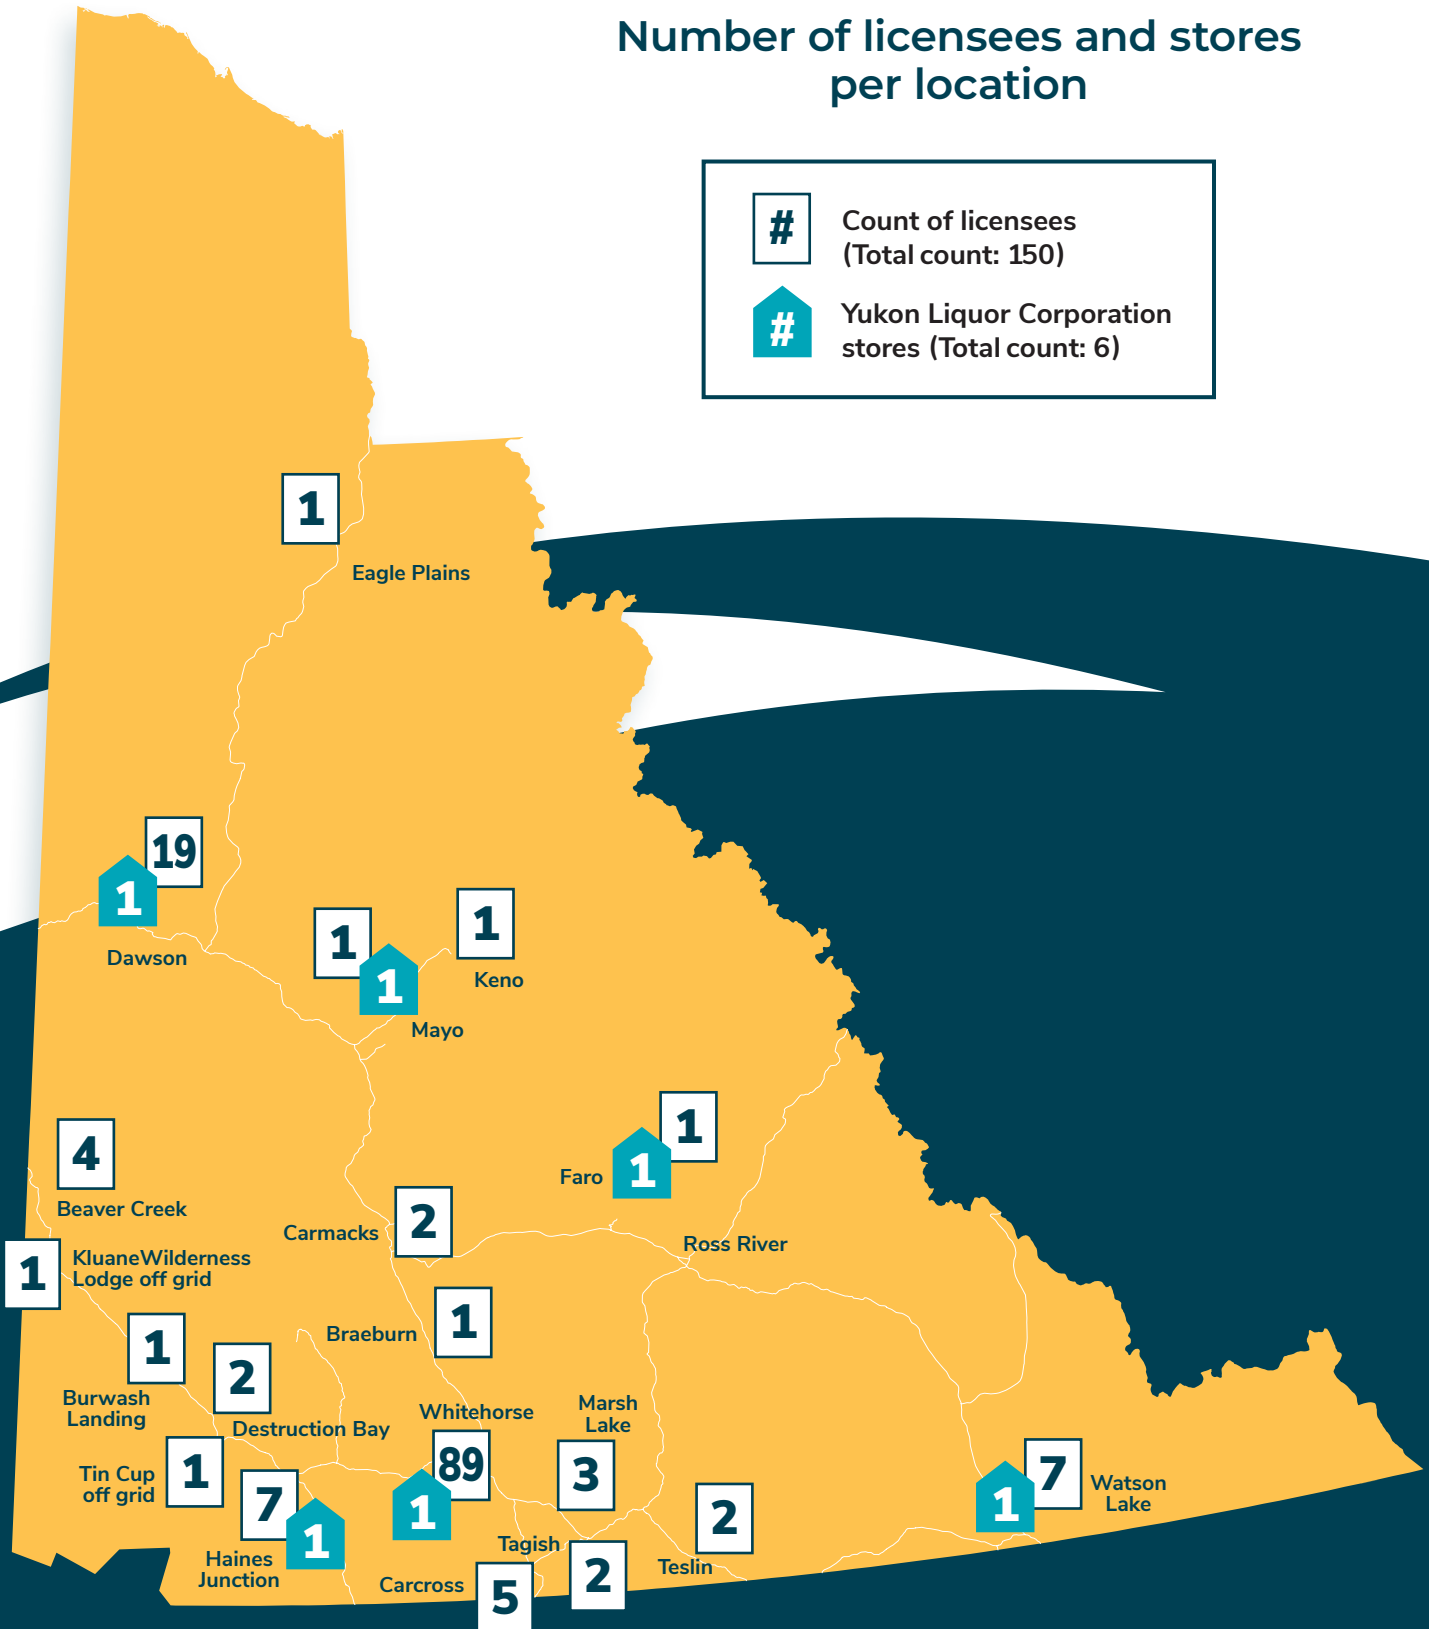 Number of licensees and stores
per location
#
Count of licensees
(Total count: 150)
#
Yukon Liquor Corporation
stores (Total count: 6)
1
Eagle Plains
19
1
Dawson
1
1
Mayo
1
Keno
4
Beaver Creek
1
Faro
1
2
Carmacks
Ross River
1
KluaneWilderness
Lodge off grid
1
Braeburn
1
Burwash
Landing
2
Destruction Bay
Whitehorse
89
1
Marsh
Lake
3
Tin Cup
off grid
1
7
1
Haines
Junction
7
1
Watson
Lake
2
Teslin
Tagish
2
Carcross
5